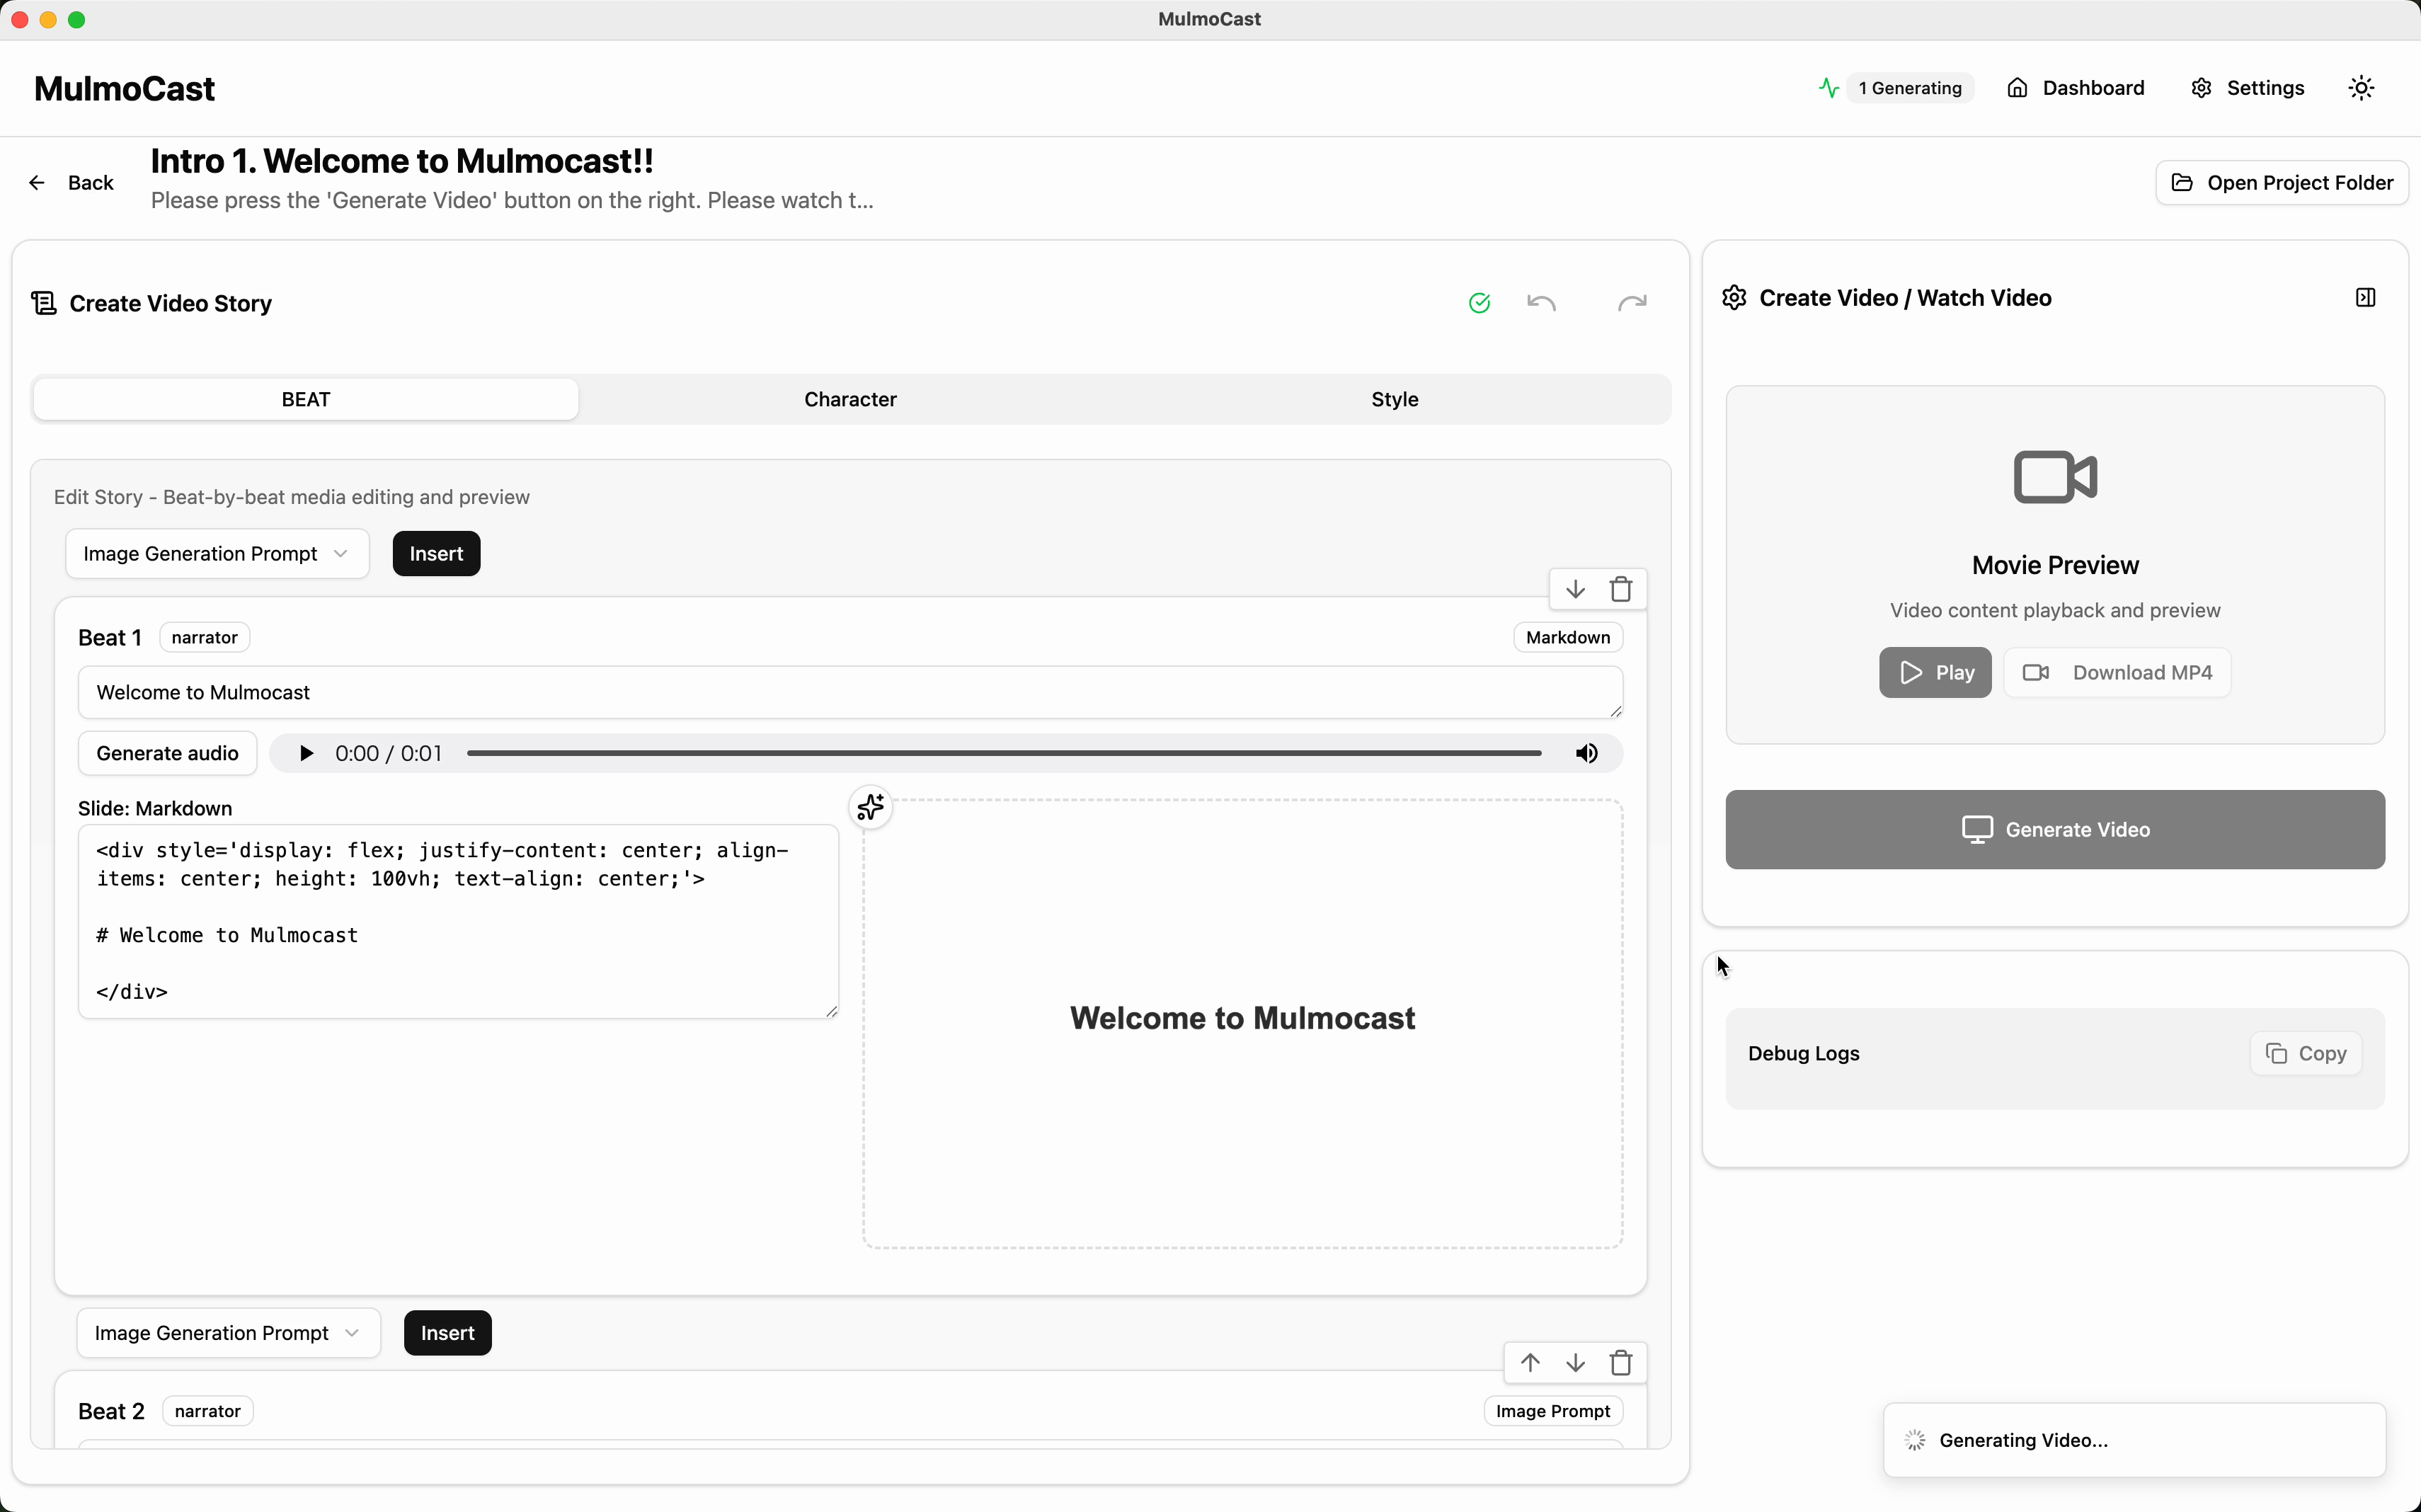 MulmoCast
MulmoCast
1 Generating
Dashboard
Settings
Back
Intro 1. Welcome to Mulmocast!!
Please press the 'Generate Video' button on the right. Please watch t...
Open Project Folder
Create Video Story
BEAT
Character
Style
Edit Story - Beat-by-beat media editing and preview
Image Generation Prompt
Insert
Beat 1
narrator
Markdown
Welcome to Mulmocast
Generate audio
0:00 / 0:01
Slide: Markdown
<div style='display: flex; justify-content: center; align-
items: center; height: 100vh; text-align: center;'>
# Welcome to Mulmocast
</div>
Welcome to Mulmocast
Image Generation Prompt
Insert
Beat 2
narrator
Image Prompt
Create Video / Watch Video
Movie Preview
Video content playback and preview
Play
Download MP4
Generate Video
Debug Logs
Copy
Generating Video...